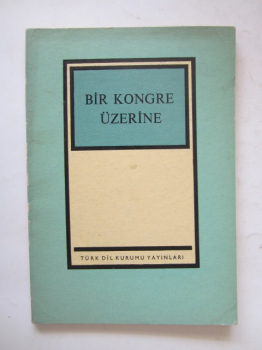 BİR KONGRE
ÜZERİNE
TÜRK DİL KURUMU YAYINLARI